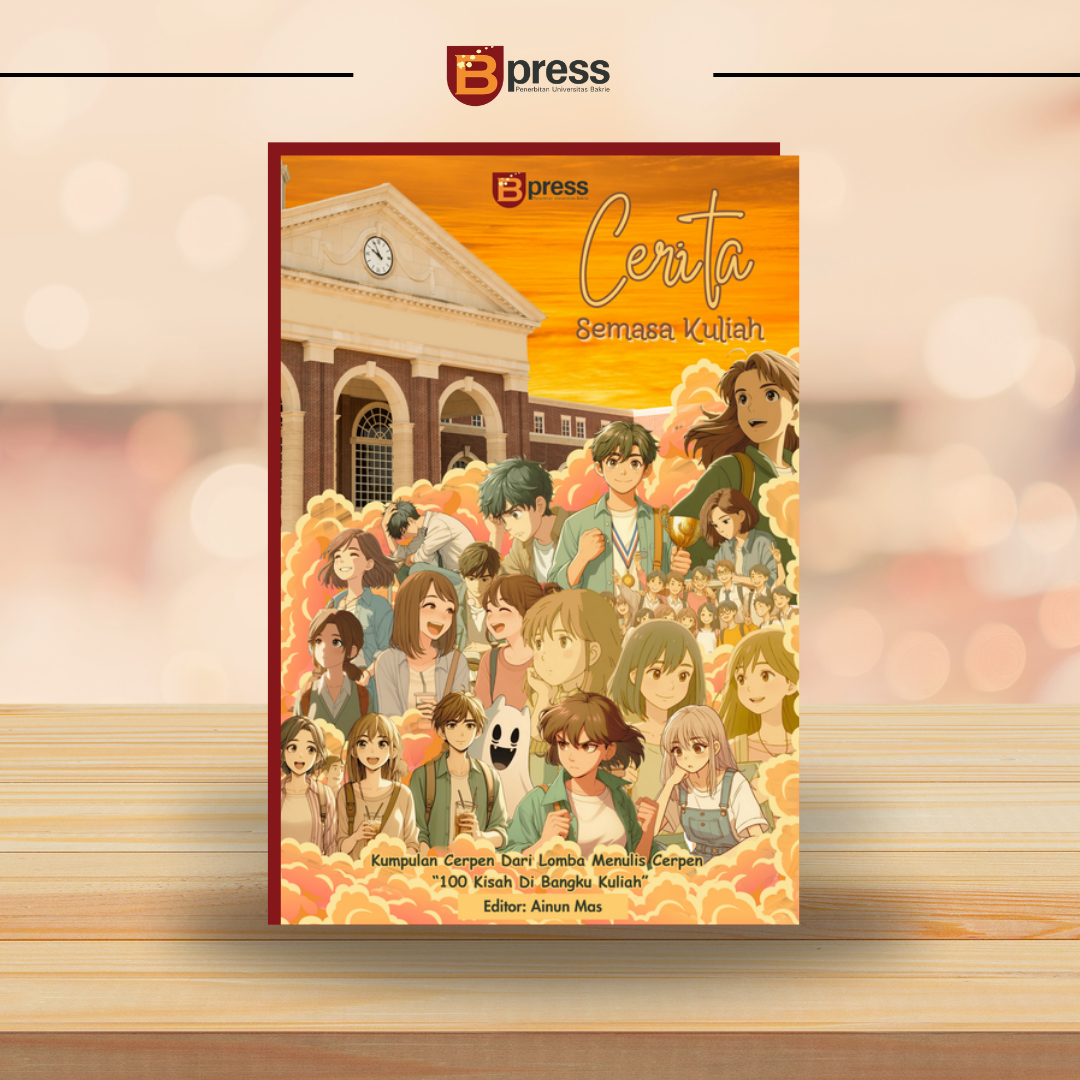 Bpress
Penerbitan Universitas Bakrie
Bpress
Cerita
Semasa Kuliah
Kumpulan Cerpen Dari Lomba Menulis Cerpen
"100 Kisah Di Bangku Kuliah"
Editor: Ainun Mas